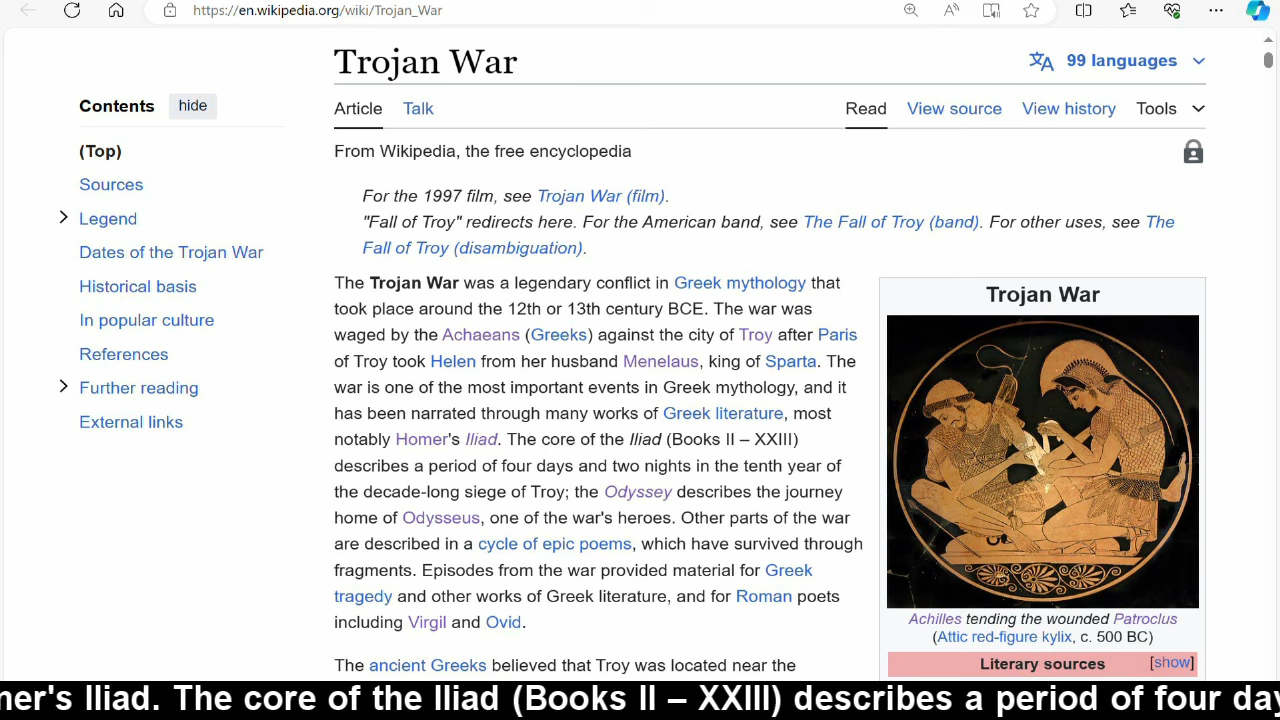 https://en.wikipedia.org/wiki/Trojan_War
Trojan War
99 languages
Contents
hide
Article
Talk
Read
View source
View history
Tools
(Top)
Sources
Legend
Dates of the Trojan War
Historical basis
In popular culture
References
Further reading
External links
From Wikipedia, the free encyclopedia
For the 1997 film, see Trojan War (film).
"Fall of Troy" redirects here. For the American band, see The Fall of Troy (band). For other uses, see The
Fall of Troy (disambiguation).
The Trojan War was a legendary conflict in Greek mythology that
took place around the 12th or 13th century BCE. The war was
waged by the Achaeans (Greeks) against the city of Troy after Paris
of Troy took Helen from her husband Menelaus, king of Sparta. The
war is one of the most important events in Greek mythology, and it
has been narrated through many works of Greek literature, most
notably Homer's Iliad. The core of the Iliad (Books II – XXIII)
describes a period of four days and two nights in the tenth year of
the decade-long siege of Troy; the Odyssey describes the journey
home of Odysseus, one of the war's heroes. Other parts of the war
are described in a cycle of epic poems, which have survived through
fragments. Episodes from the war provided material for Greek
tragedy and other works of Greek literature, and for Roman poets
including Virgil and Ovid.
The ancient Greeks believed that Troy was located near the
Trojan War
Achilles tending the wounded Patroclus
(Attic red-figure kylix, c. 500 BC)
Literary sources
[show]
mer's Iliad. The core of the Iliad (Books II – XXIII) describes a period of four day